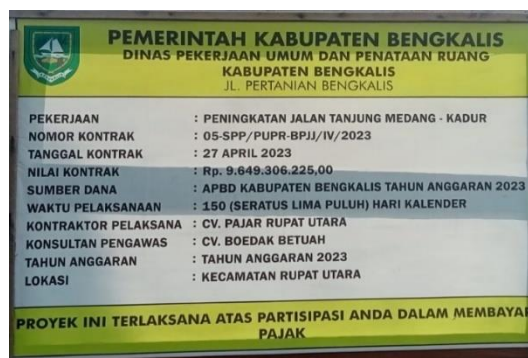 PEMERINTAH KABUPATEN BENGKALIS
DINAS PEKERJAAN UMUM DAN PENATAAN RUANG
KABUPATEN BENGKALIS
JL. PERTANIAN BENGKALIS
PEKERJAAN : PENINGKATAN JALAN TANJUNG MEDANG - KADUR
NOMOR KONTRAK : 05-SPP/PUPR-BPJJ/IV/2023
TANGGAL KONTRAK : 27 APRIL 2023
NILAI KONTRAK : Rp. 9.649.306.225,00
SUMBER DANA : APBD KABUPATEN BENGKALIS TAHUN ANGGARAN 2023
WAKTU PELAKSANAAN : 150 (SERATUS LIMA PULUH) HARI KALENDER
KONTRAKTOR PELAKSANA : CV. PAJAR RUPAT UTARA
KONSULTAN PENGAWAS : CV. BOEDAK BETUAH
TAHUN ANGGARAN : TAHUN ANGGARAN 2023
LOKASI : KECAMATAN RUPAT UTARA
PROYEK INI TERLAKSANA ATAS PARTISIPASI ANDA DALAM MEMBAYAR
PAJAK